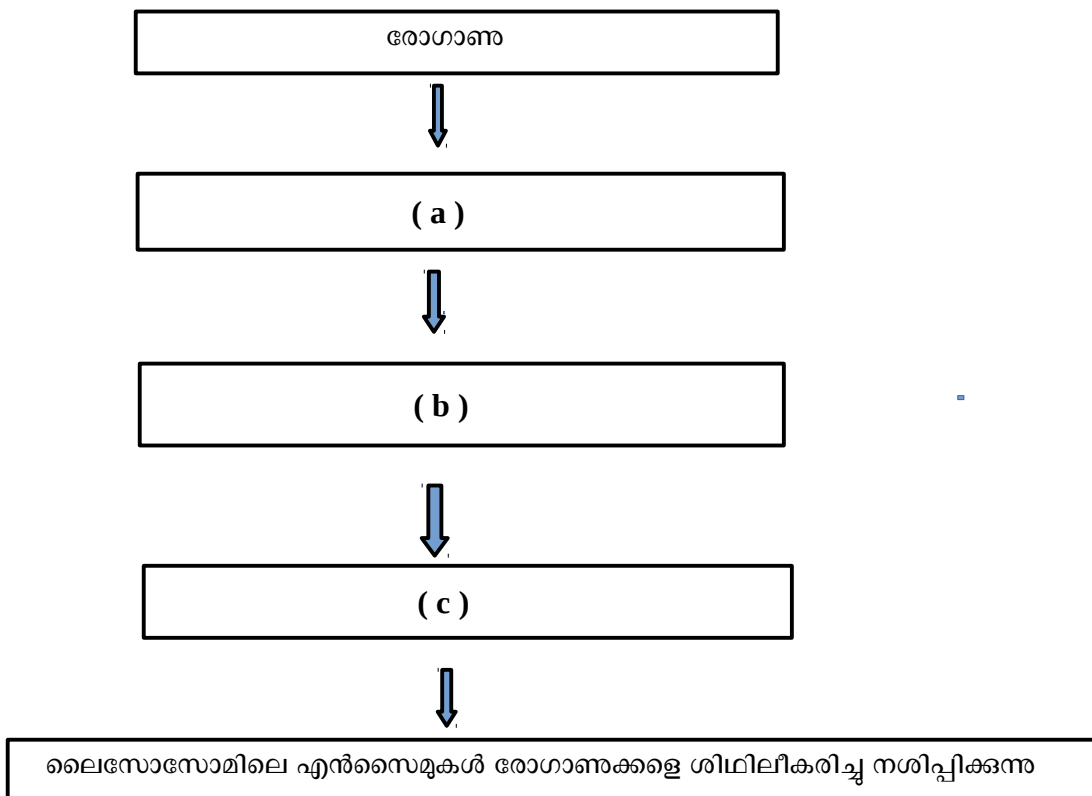 രോഗാണു
( a )
( b )
( c )
ലൈസോസോമിലെ എൻസൈമുകൾ രോഗാണുക്കളെ ശിഥിലീകരിച്ചു നശിപ്പിക്കുന്നു